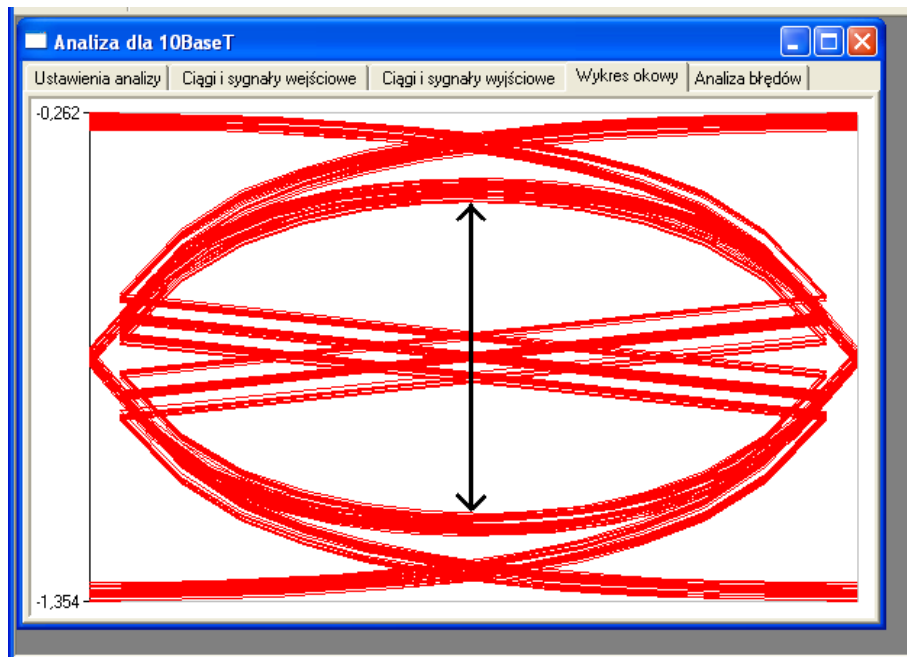 Analiza dla 10BaseT
Ustawienia analizy Ciągi i sygnały wejściowe Ciągi i sygnały wyjściowe Wykres okowy Analiza błędów
-0,262
-1,354